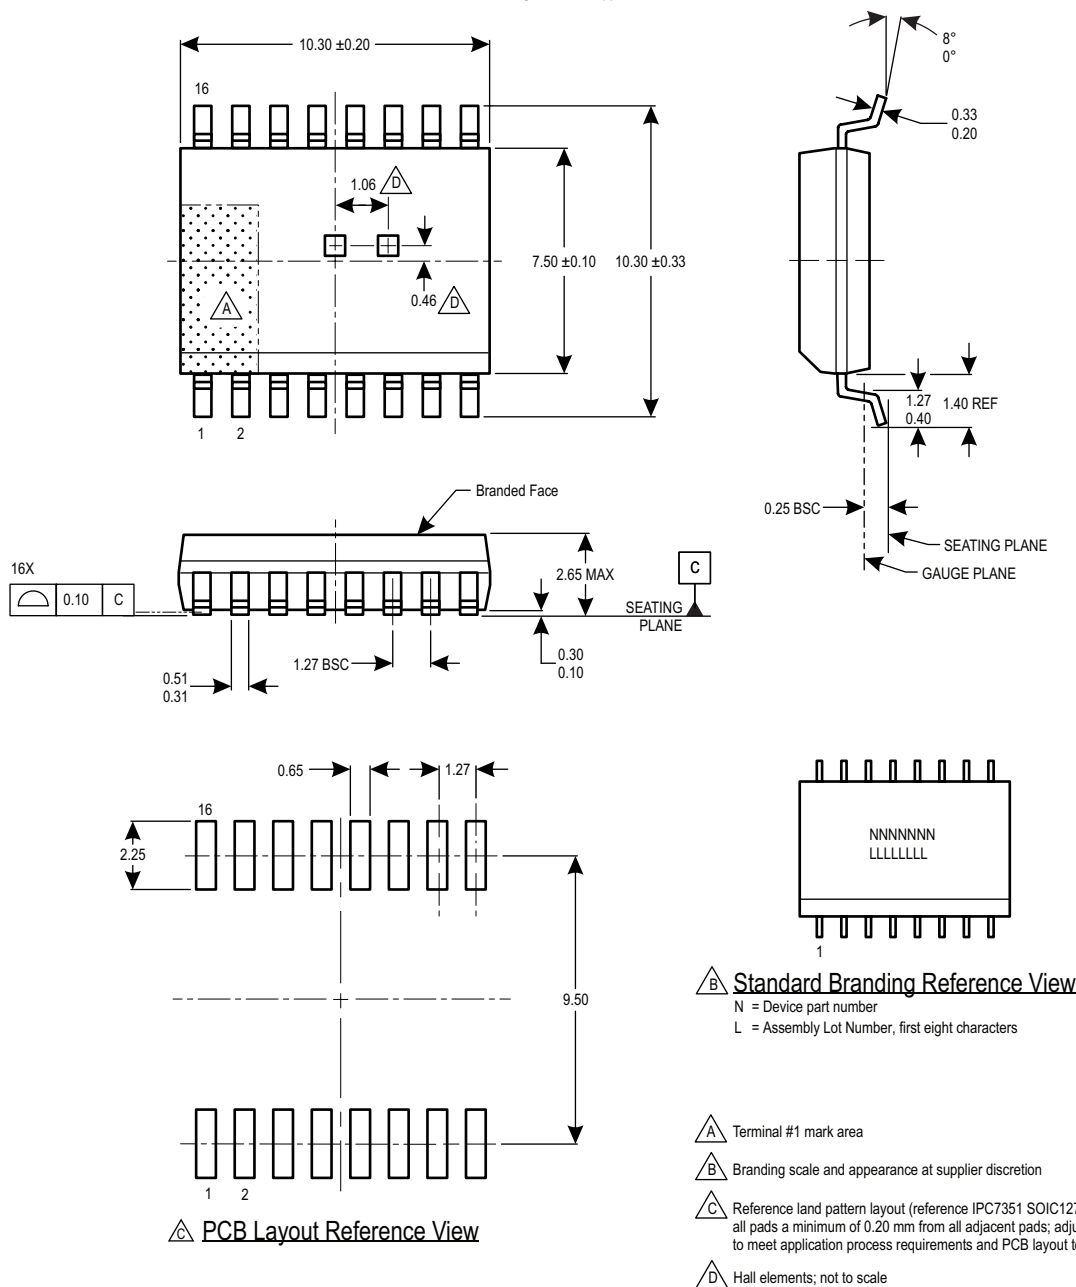 10.30 ±0.20
16
8°
0°
0.33
0.20
1.06
D
7.50 ±0.10
10.30 ±0.33
0.46
D
A
1
2
1.27
0.40
1.40 REF
0.25 BSC
SEATING PLANE
GAUGE PLANE
Branded Face
16X
0.10
C
2.65 MAX
C
SEATING
PLANE
0.30
0.10
1.27 BSC
0.51
0.31
0.65
1.27
16
2.25
9.50
1
2
C PCB Layout Reference View
NNNNNNN
LLLLLLLL
1
B Standard Branding Reference View
N = Device part number
L = Assembly Lot Number, first eight characters
A Terminal #1 mark area
B Branding scale and appearance at supplier discretion
C Reference land pattern layout (reference IPC7351 SOIC127
all pads a minimum of 0.20 mm from all adjacent pads;
to meet application process requirements and PCB layout
D Hall elements; not to scale